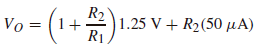 V_O = (1 + R_2/R_1) 1.25 V + R_2(50 μA)